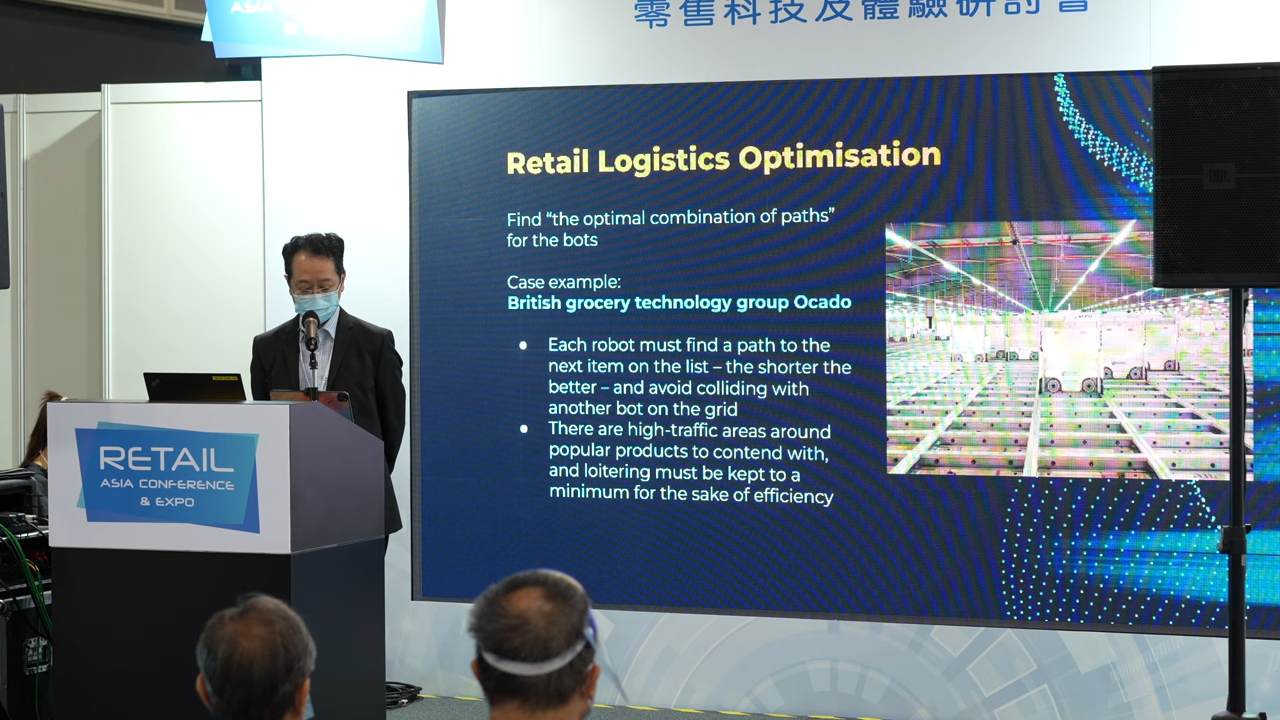 ASIA CONFERENCE
& EXPO
零售科技及體驗研討會
Retail Logistics Optimisation
Find “the optimal combination of paths”
for the bots
Case example:
British grocery technology group Ocado
● Each robot must find a path to the
next item on the list – the shorter the
better – and avoid colliding with
another bot on the grid
● There are high-traffic areas around
popular products to contend with,
and loitering must be kept to a
minimum for the sake of efficiency
JBL
RETAIL
ASIA CONFERENCE
& EXPO